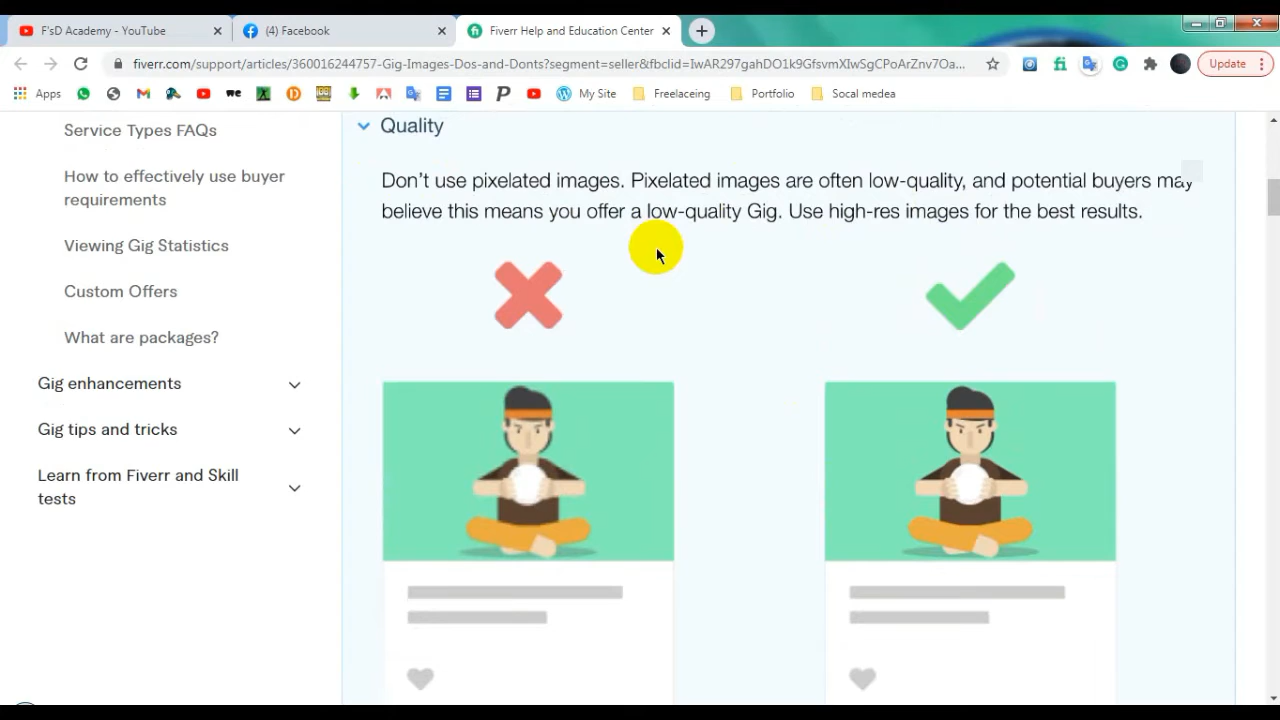 F'sD Academy - YouTube
(4) Facebook
Fiverr Help and Education Center
fiverr.com/support/articles/360016244757-Gig-Images-Dos-and-Donts?segment=seller&fbclid=IwAR297gahDO1k9GfsvmXIwSgCPoArZnv7Oa...
Update
Apps
My Site
Freelaceing
Portfolio
Socal medea
Service Types FAQs
How to effectively use buyer
requirements
Viewing Gig Statistics
Custom Offers
What are packages?
Gig enhancements
Gig tips and tricks
Learn from Fiverr and Skill
tests
Quality
Don't use pixelated images. Pixelated images are often low-quality, and potential buyers may
believe this means you offer a low-quality Gig. Use high-res images for the best results.